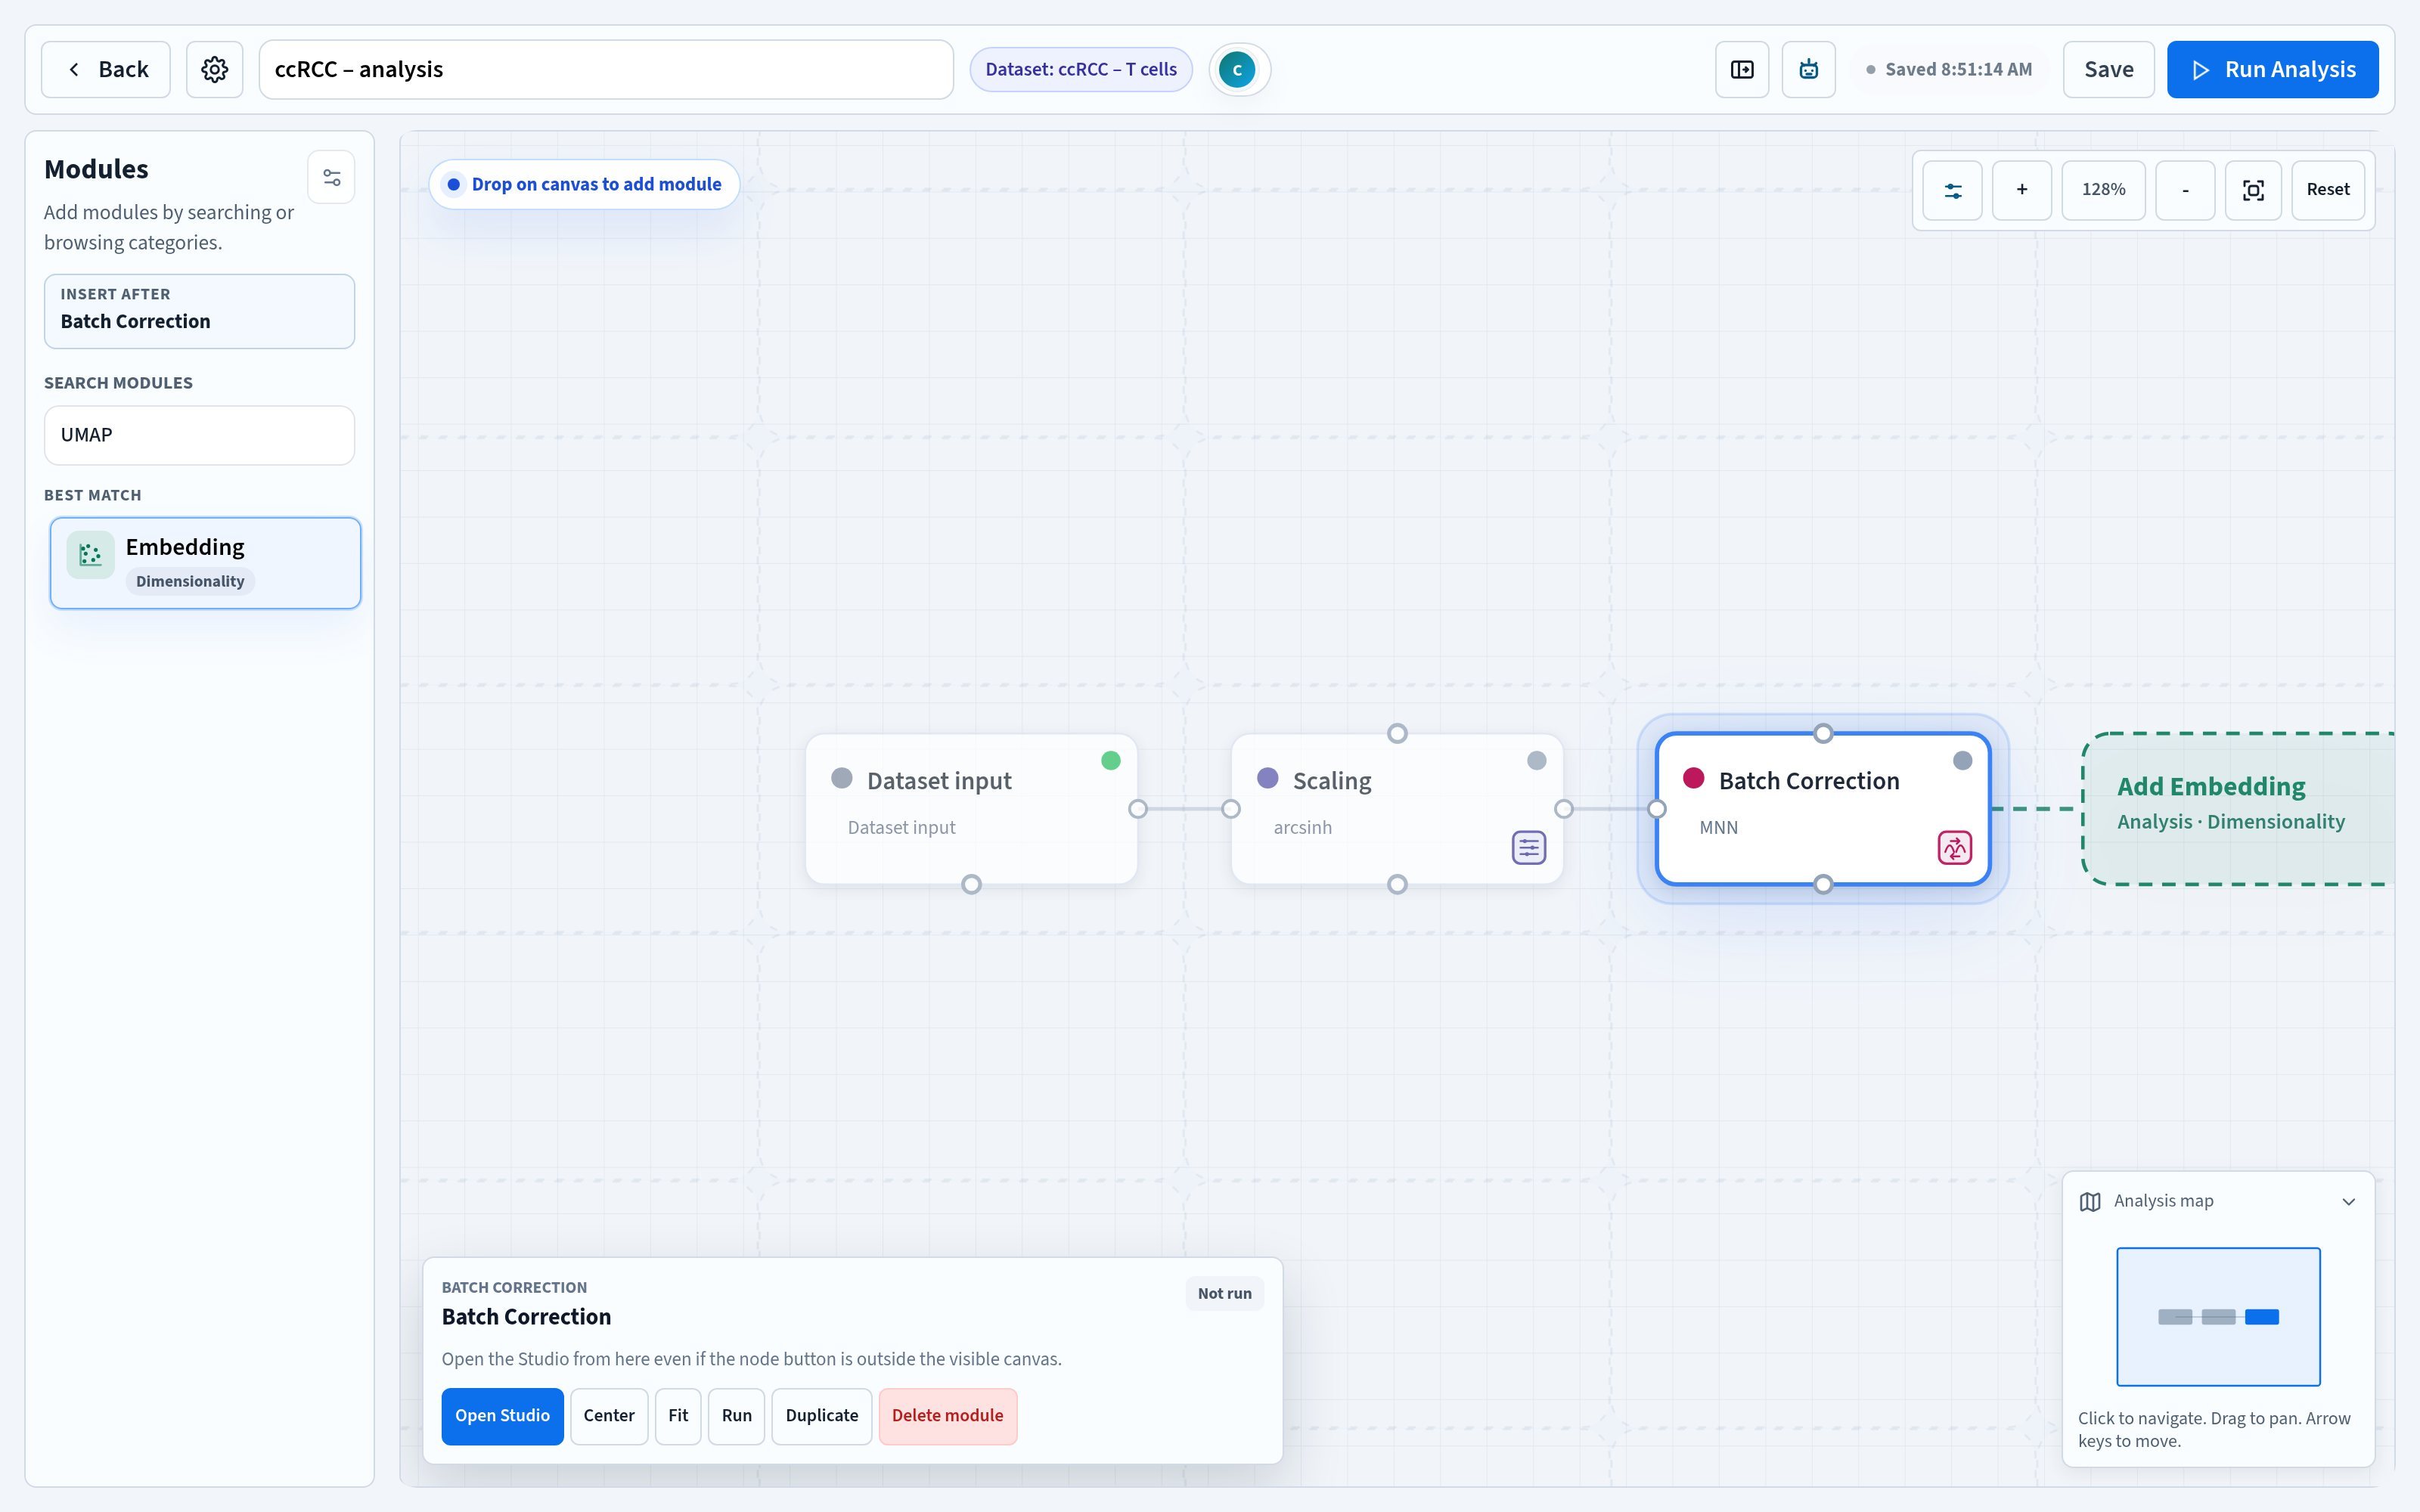 Back
ccRCC – analysis
Dataset: ccRCC – T cells
C
Saved 8:51:14 AM
Save
Run Analysis
Modules
Add modules by searching or
browsing categories.
INSERT AFTER
Batch Correction
SEARCH MODULES
UMAP
BEST MATCH
Embedding
Dimensionality
Drop on canvas to add module
+
128%
-
Reset
Dataset input
Dataset input
Scaling
arcsinh
Batch Correction
MNN
Add Embedding
Analysis · Dimensionality
BATCH CORRECTION
Not run
Batch Correction
Open the Studio from here even if the node button is outside the visible canvas.
Open Studio
Center
Fit
Run
Duplicate
Delete module
Analysis map
Click to navigate. Drag to pan. Arrow
keys to move.